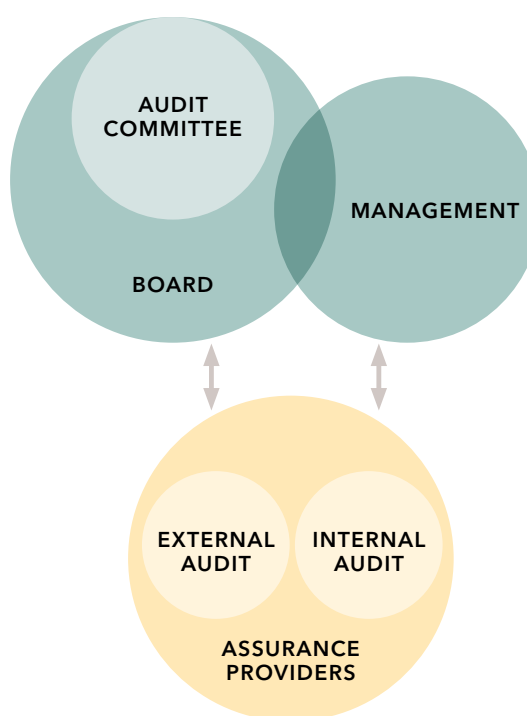 AUDIT
COMMITTEE
MANAGEMENT
BOARD
EXTERNAL
AUDIT
INTERNAL
AUDIT
ASSURANCE
PROVIDERS